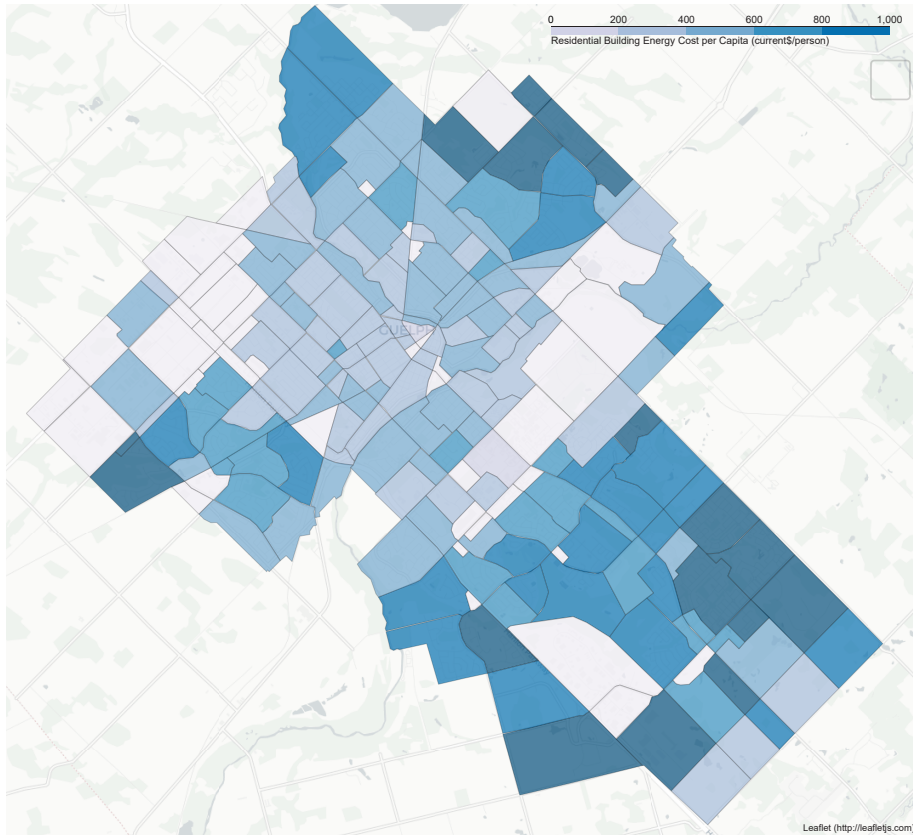 0 200 400 600 800 1,000
Residential Building Energy Cost per Capita (current$/person)
GUELPH
Leaflet (http://leafletjs.com)